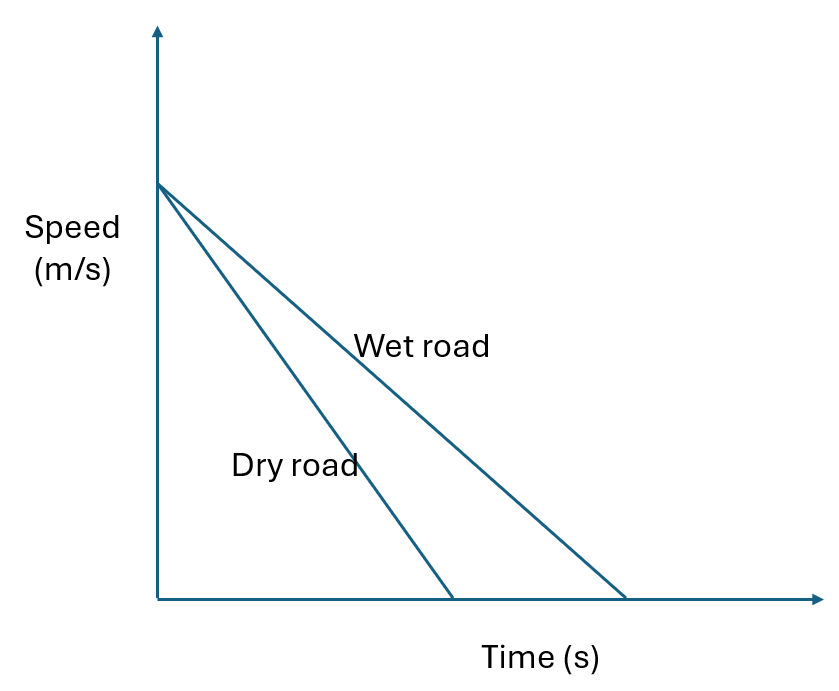 Speed
(m/s)
Wet road
Dry road
Time (s)